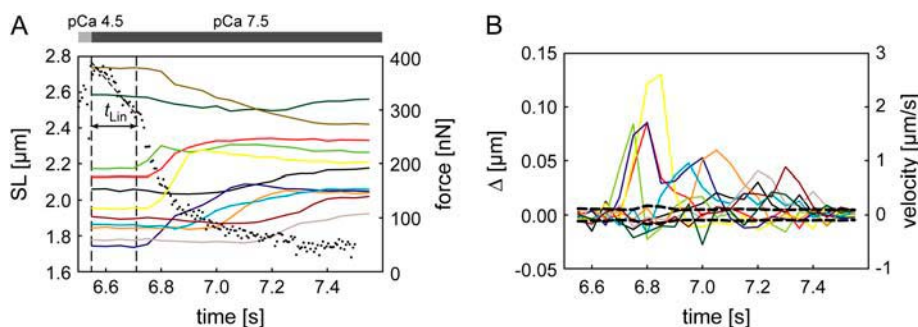 A
pCa 4.5
pCa 7.5
2.8
2.6
2.4
2.2
2.0
1.8
1.6
SL [µm]
t_Lin
400
300
200
100
0
force [nN]
6.6 6.8 7.0 7.2 7.4
time [s]
B
0.15
0.10
0.05
0.00
-0.05
Δ [µm]
3
2
1
0
-1
velocity [µm/s]
6.6 6.8 7.0 7.2 7.4
time [s]